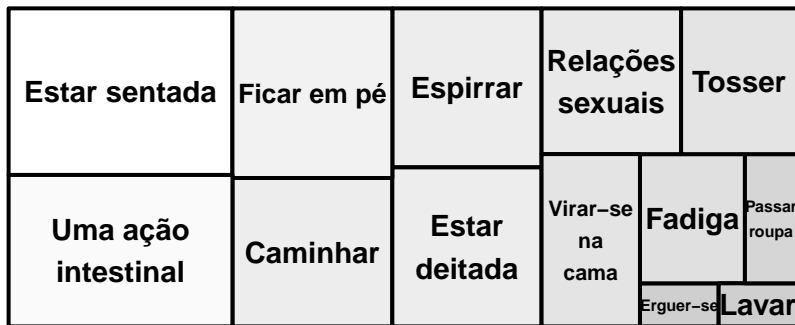 Estar sentada
Uma ação
intestinal
Ficar em pé
Caminhar
Espirrar
Estar
deitada
Relações
sexuais
Tosser
Virar−se
na
cama
Fadiga
Passar
roupa
Erguer−se
Lavar